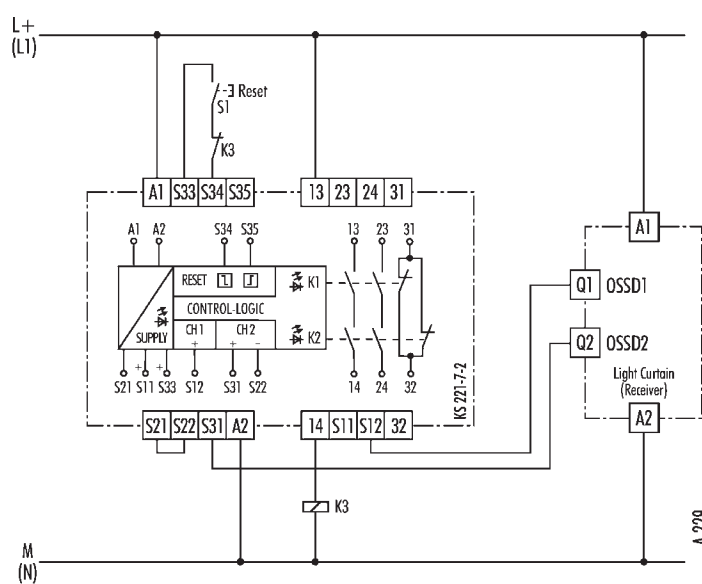 L+
(L1)
Reset
S1
K3
A1 S33 S34 S35
13 23 24 31
A1
A1 A2 S34 S35 13 23 31
Q1 OSSD1
RESET K1
CONTROL-LOGIC
SUPPLY CH1 CH2 K2
+ + -
Q2 OSSD2
+ +
S21 S11 S33 S12 S31 S22 14 24 32
Light Curtain
(Receiver)
KS 221-7-2
A2
S21 S22 S31 A2
14 S11 S12 32
K3
M
(N)